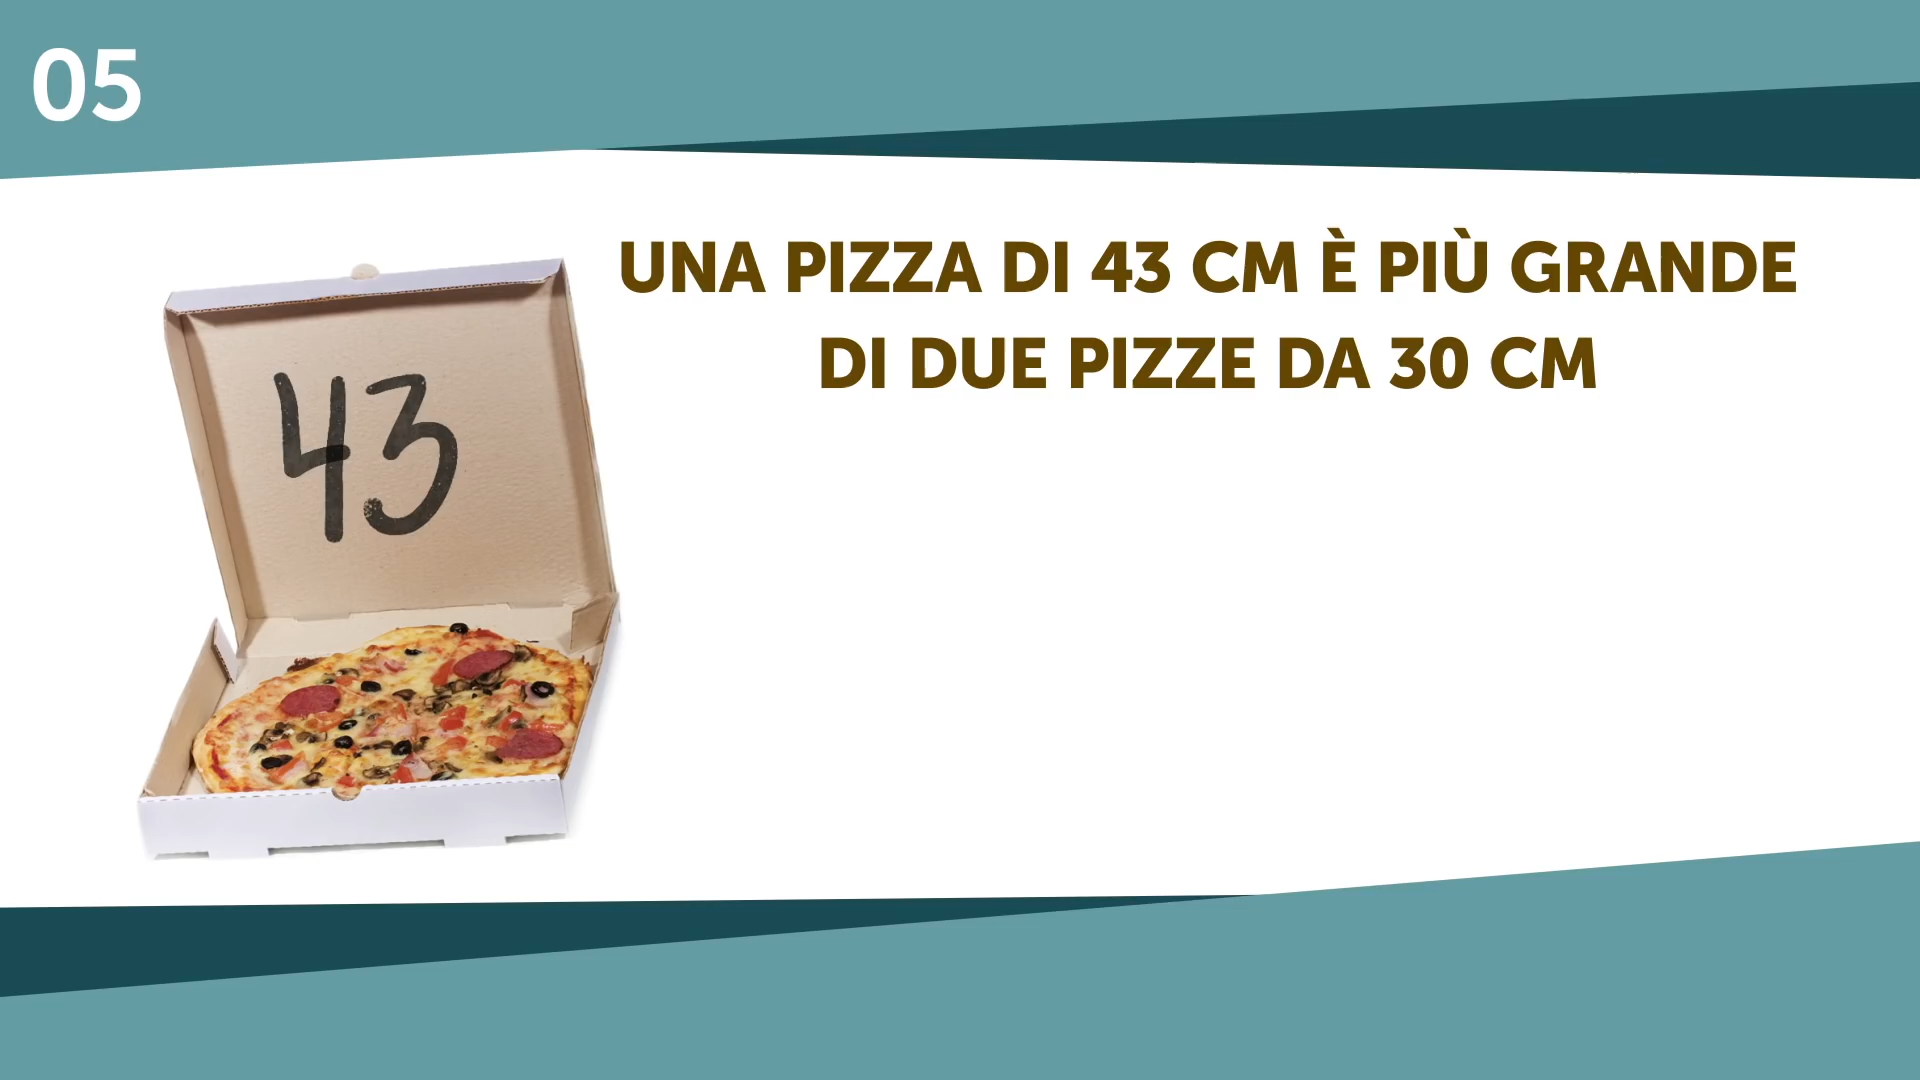 05
UNA PIZZA DI 43 CM È PIÙ GRANDE
DI DUE PIZZE DA 30 CM
43